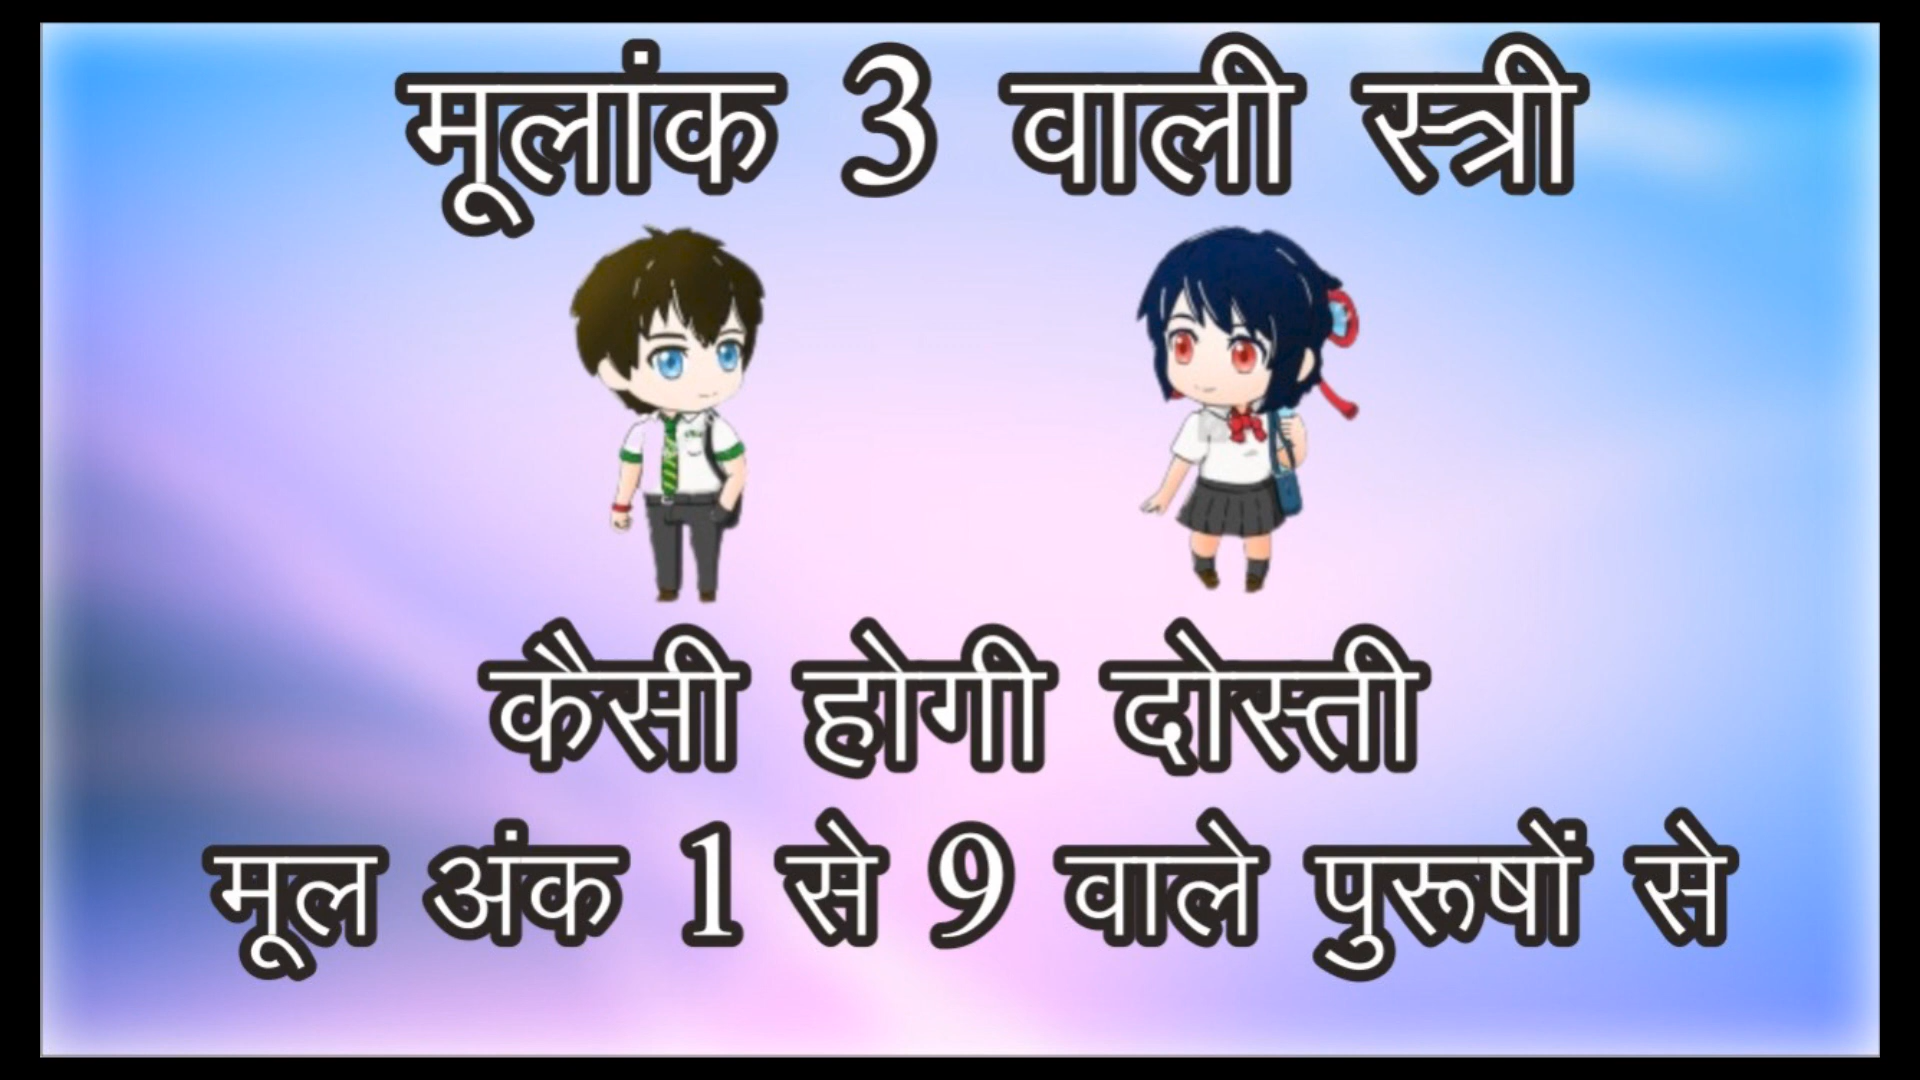 मूलांक 3 वाली स्त्री
कैसी होगी दोस्ती
मूल अंक 1 से 9 वाले पुरूषों से